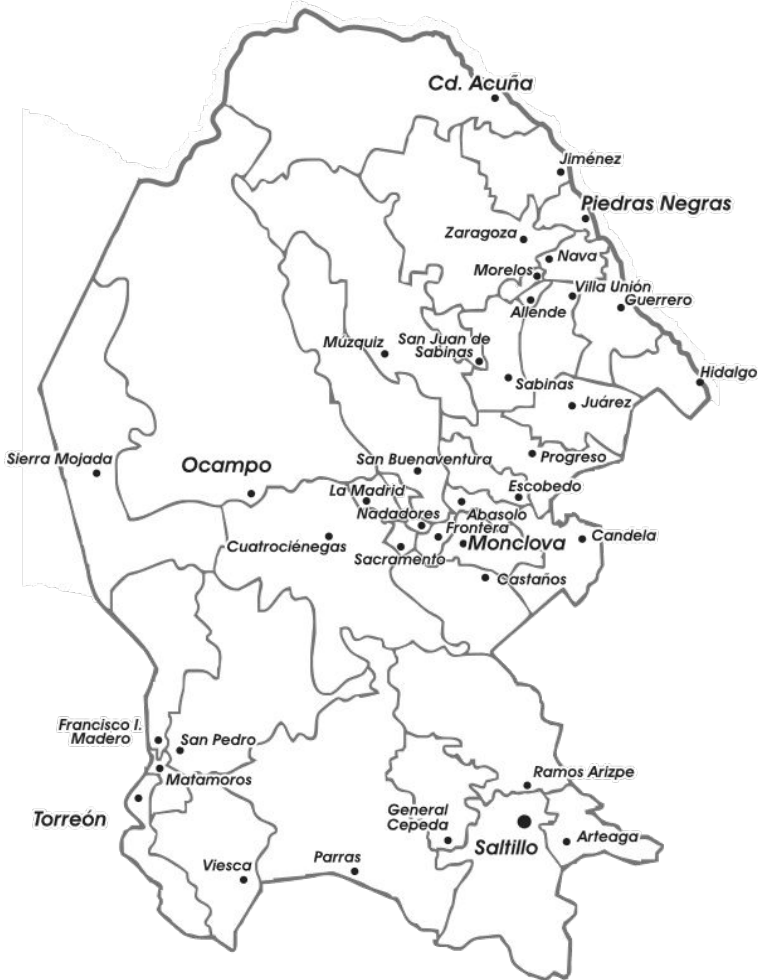 Cd. Acuña
Jiménez
Piedras Negras
Zaragoza
Nava
Morelos
Villa Unión
Guerrero
Allende
Múzquiz
San Juan de
Sabinas
Hidalgo
Sabinas
Juárez
Sierra Mojada
Ocampo
San Buenaventura
Progreso
La Madrid
Escobedo
Nadadores
Abasolo
Frontera
Cuatrociénegas
Sacramento
Monclova
Candela
Castaños
Francisco I.
Madero
San Pedro
Matamoros
Ramos Arizpe
Torreón
General
Cepeda
Saltillo
Arteaga
Viesca
Parras